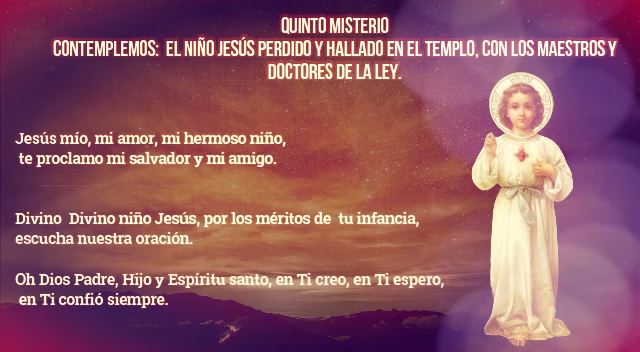 QUINTO MISTERIO
CONTEMPLEMOS: EL NIÑO JESÚS PERDIDO Y HALLADO EN EL TEMPLO, CON LOS MAESTROS Y
DOCTORES DE LA LEY.
Jesús mío, mi amor, mi hermoso niño,
te proclamo mi salvador y mi amigo.
Divino Divino niño Jesús, por los méritos de tu infancia,
escucha nuestra oración.
Oh Dios Padre, Hijo y Espíritu santo, en Ti creo, en Ti espero,
en Ti confió siempre.